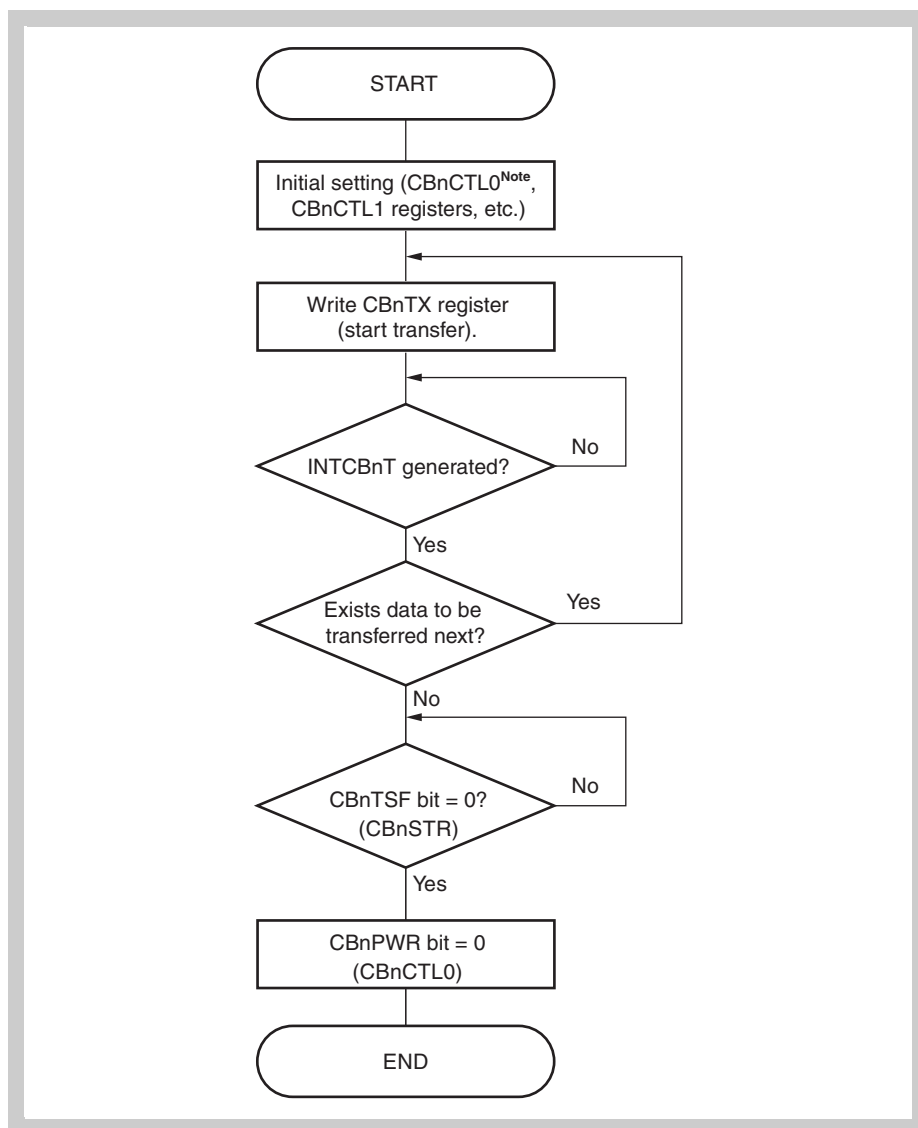 START
Initial setting (CBnCTL0Note,
CBnCTL1 registers, etc.)
Write CBnTX register
(start transfer).
INTCBnT generated?
No
Yes
Exists data to be
transferred next?
Yes
No
CBnTSF bit = 0?
(CBnSTR)
No
Yes
CBnPWR bit = 0
(CBnCTL0)
END